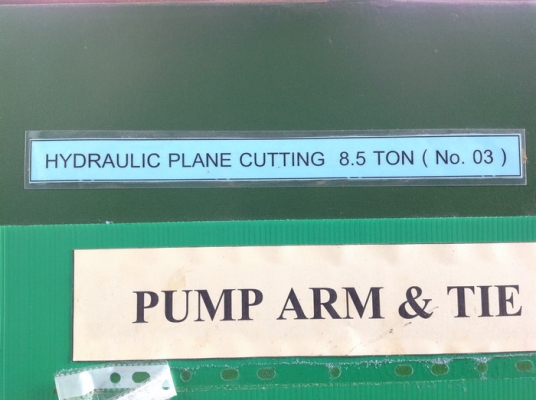 HYDRAULIC PLANE CUTTING 8.5 TON ( No. 03 )
PUMP ARM & TIE